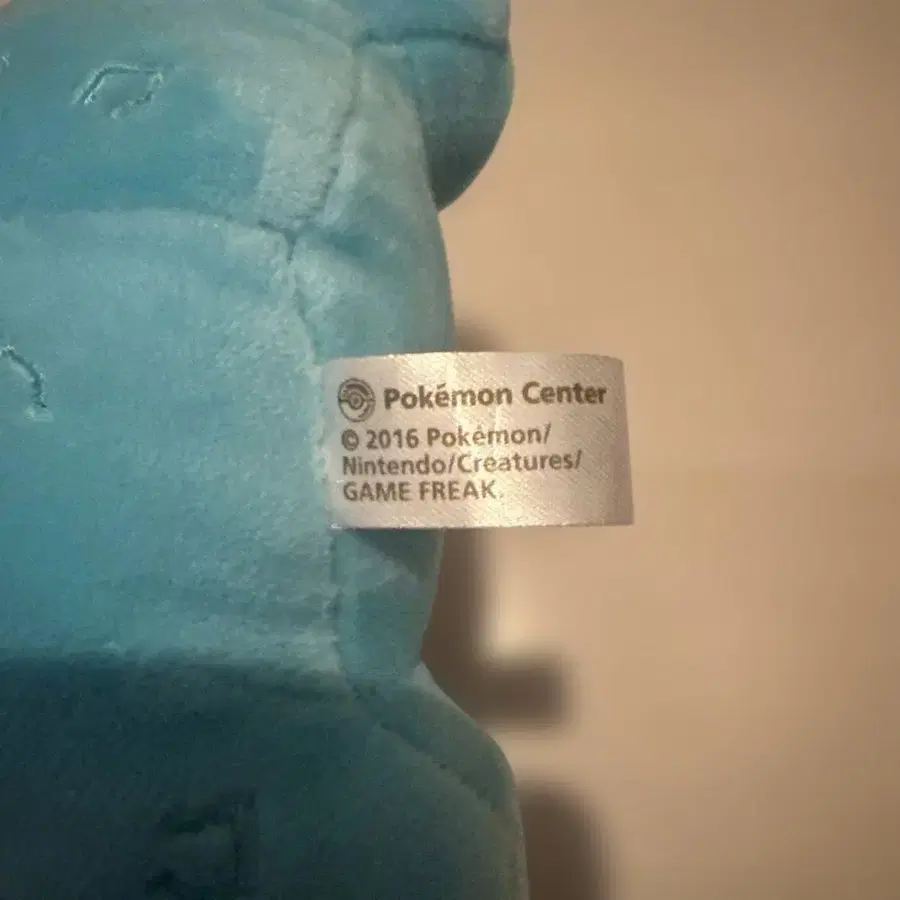 Pokémon Center
© 2016 Pokémon/
Nintendo/Creatures/
GAME FREAK.